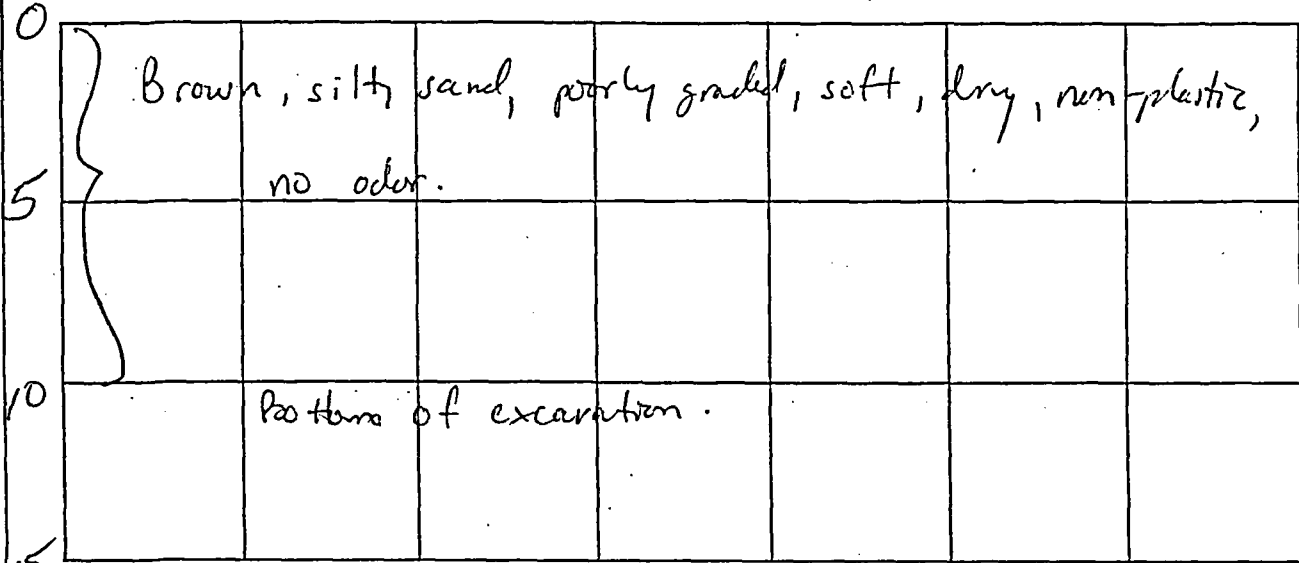 0
Brown, silty sand, poorly graded, soft, dry, non-plastic,
no odor.
5
10
Bottom of excavation.